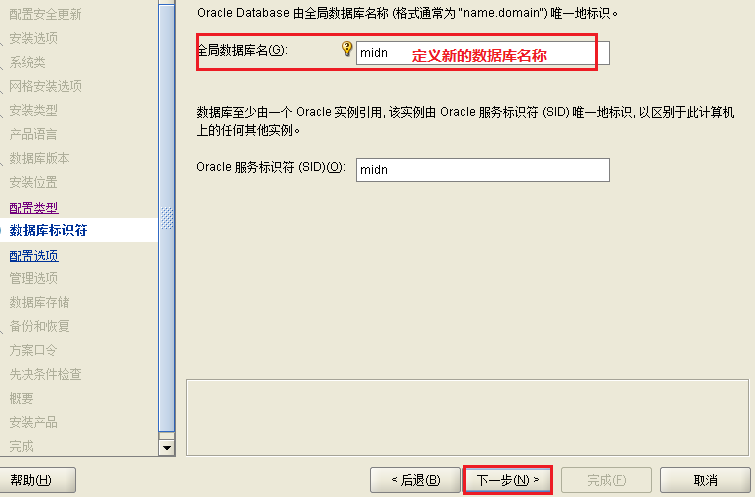 配置安全更新
安装选项
系统类
网格安装选项
安装类型
产品语言
数据库版本
安装位置
配置类型
数据库标识符
配置选项
管理选项
数据库存储
备份和恢复
方案口令
先决条件检查
概要
安装产品
完成
Oracle Database 由全局数据库名称 (格式通常为 "name.domain") 唯一地标识。
全局数据库名(G): midn 定义新的数据库名称
数据库至少由一个 Oracle 实例引用, 该实例由 Oracle 服务标识符 (SID) 唯一地标识, 以区别于此计算机
上的任何其他实例。
Oracle 服务标识符 (SID)(O): midn
帮助(H) < 后退(B) 下一步(N) > 完成(F) 取消